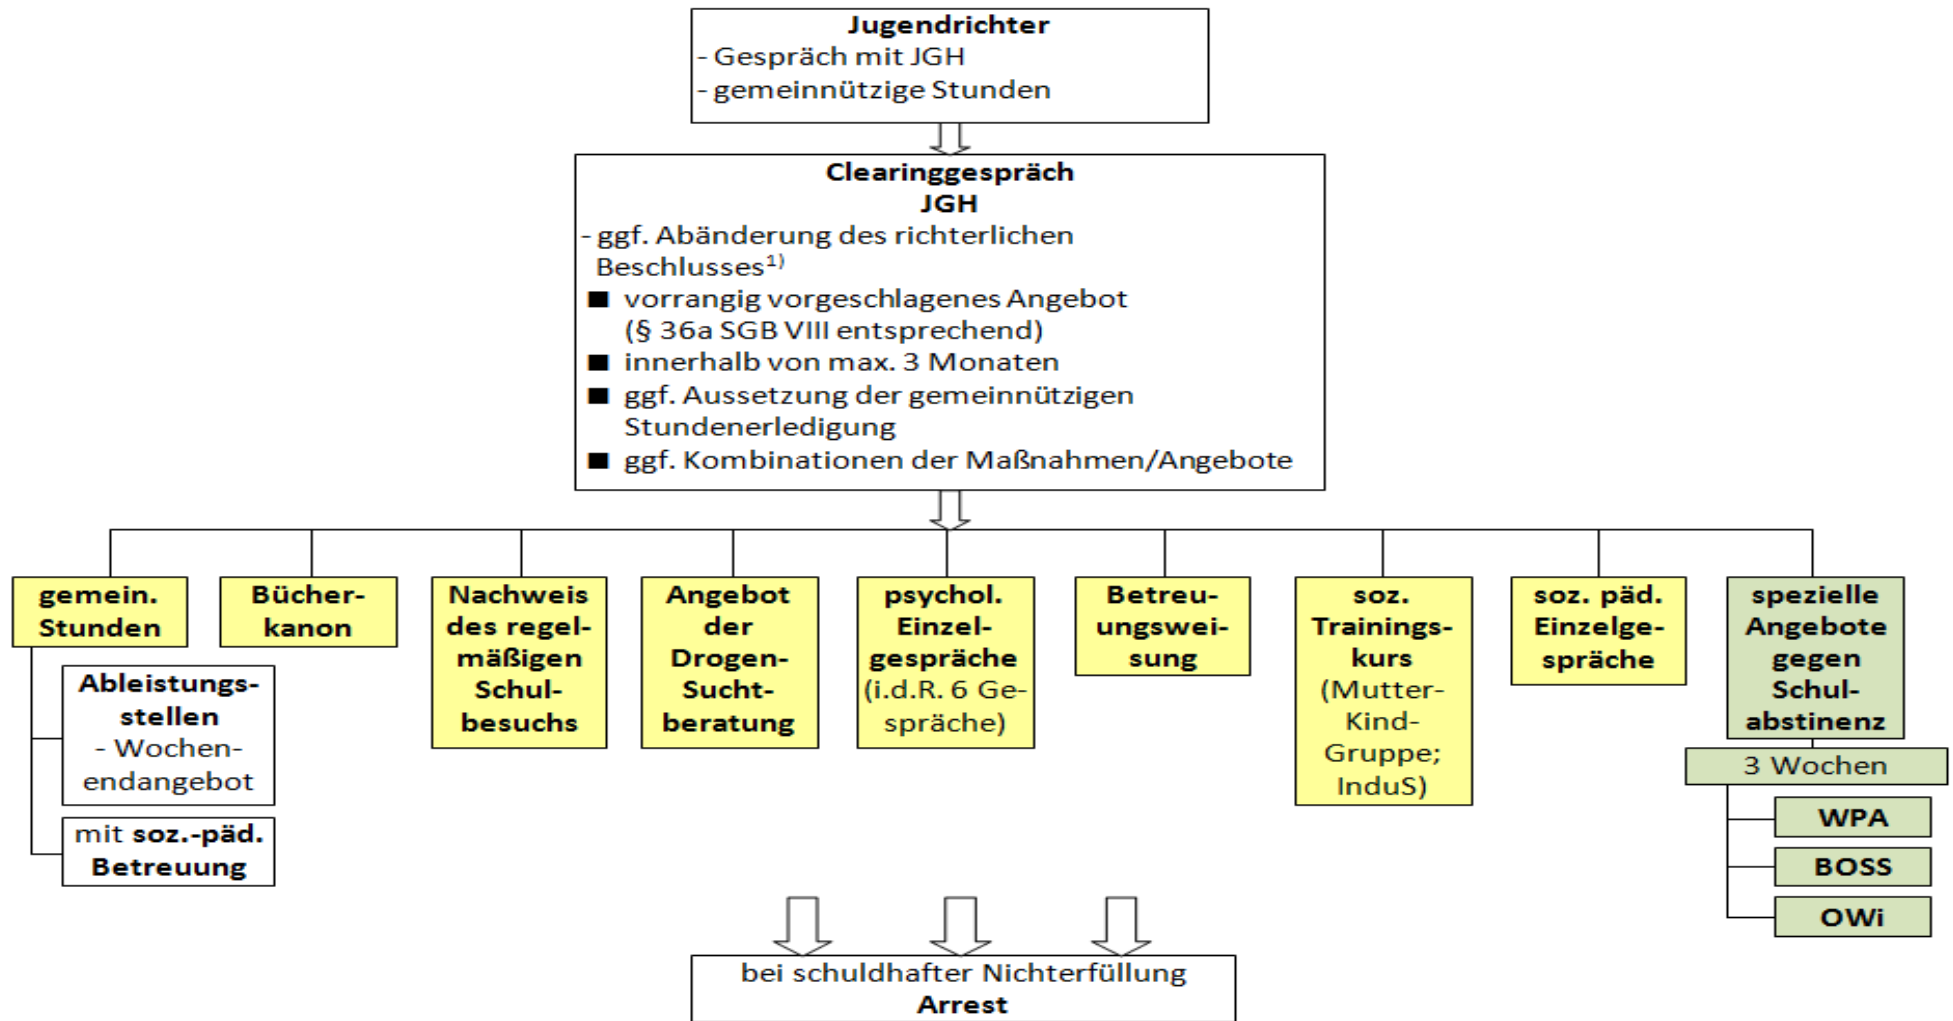 Jugendrichter
- Gespräch mit JGH
- gemeinnützige Stunden
Clearinggespräch
JGH
- ggf. Abänderung des richterlichen
Beschlusses¹⁾
■ vorrangig vorgeschlagenes Angebot
(§ 36a SGB VIII entsprechend)
■ innerhalb von max. 3 Monaten
■ ggf. Aussetzung der gemeinnützigen
Stundenerledigung
■ ggf. Kombinationen der Maßnahmen/Angebote
gemein.
Stunden
Ableistungs-
stellen
- Wochen-
endangebot
mit soz.-päd.
Betreuung
Bücher-
kanon
Nachweis
des regel-
mäßigen
Schul-
besuchs
Angebot
der
Drogen-
Sucht-
beratung
psychol.
Einzel-
gespräche
(i.d.R. 6 Ge-
spräche)
Betreu-
ungswei-
sung
soz.
Trainings-
kurs
(Mutter-
Kind-
Gruppe;
InduS)
soz. päd.
Einzelge-
spräche
spezielle
Angebote
gegen
Schul-
abstinenz
3 Wochen
WPA
BOSS
OWi
bei schuldhafter Nichterfüllung
Arrest